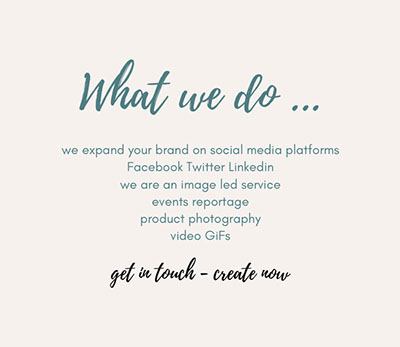 What we do ...
we expand your brand on social media platforms
Facebook Twitter Linkedin
we are an image led service
events reportage
product photography
video GiFs
get in touch - create now